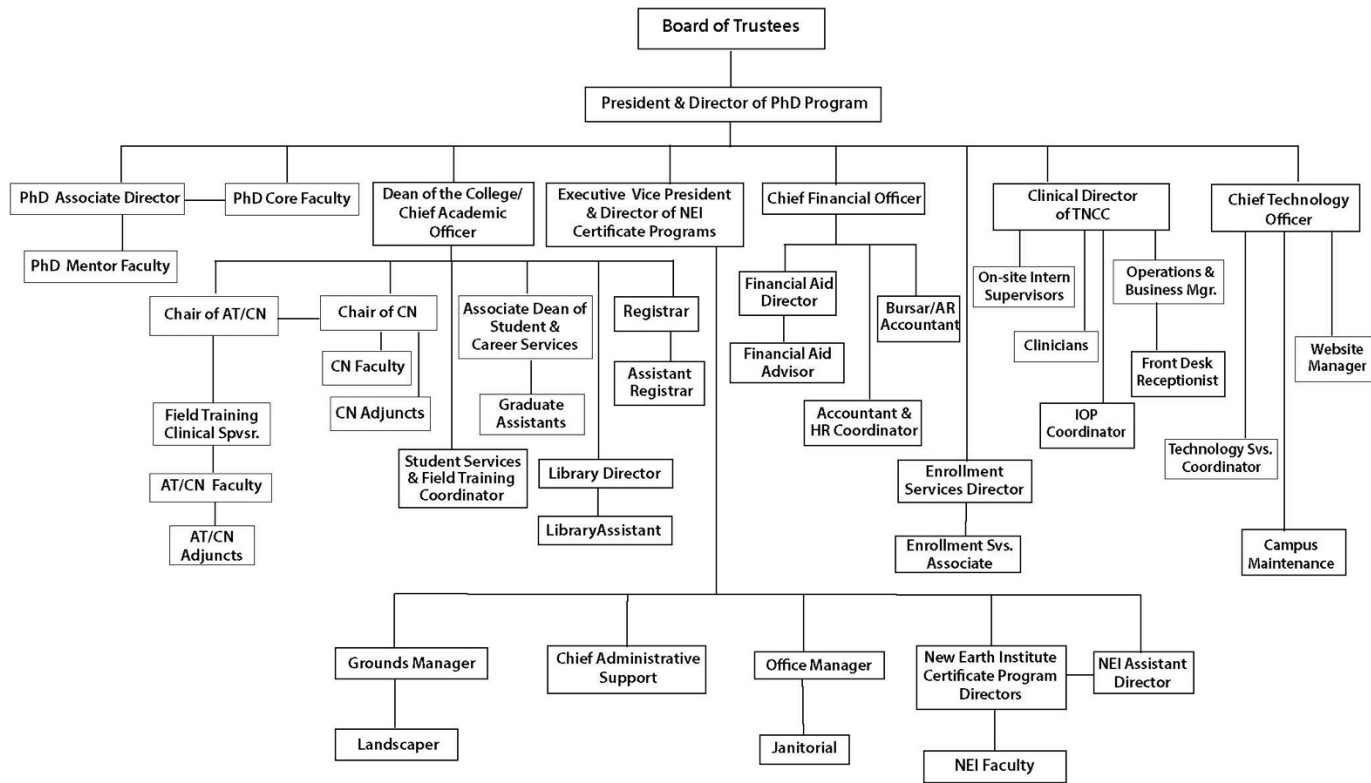 Board of Trustees
President & Director of PhD Program
PhD Associate Director
PhD Core Faculty
Dean of the College/
Chief Academic
Officer
Executive Vice President
& Director of NEI
Certificate Programs
Chief Financial Officer
Clinical Director
of TNCC
Chief Technology
Officer
PhD Mentor Faculty
Chair of AT/CN
Chair of CN
Associate Dean of
Student &
Career Services
Registrar
Financial Aid
Director
Bursar/AR
Accountant
On-site Intern
Supervisors
Operations &
Business Mgr.
CN Faculty
Assistant
Registrar
Financial Aid
Advisor
Clinicians
Front Desk
Receptionist
Website
Manager
Field Training
Clinical Spvsr.
CN Adjuncts
Graduate
Assistants
Accountant &
HR Coordinator
IOP
Coordinator
Technology Svs.
Coordinator
AT/CN Faculty
Student Services
& Field Training
Coordinator
Library Director
Enrollment
Services Director
AT/CN
Adjuncts
LibraryAssistant
Enrollment Svs.
Associate
Campus
Maintenance
Grounds Manager
Chief Administrative
Support
Office Manager
New Earth Institute
Certificate Program
Directors
NEI Assistant
Director
Landscaper
Janitorial
NEI Faculty